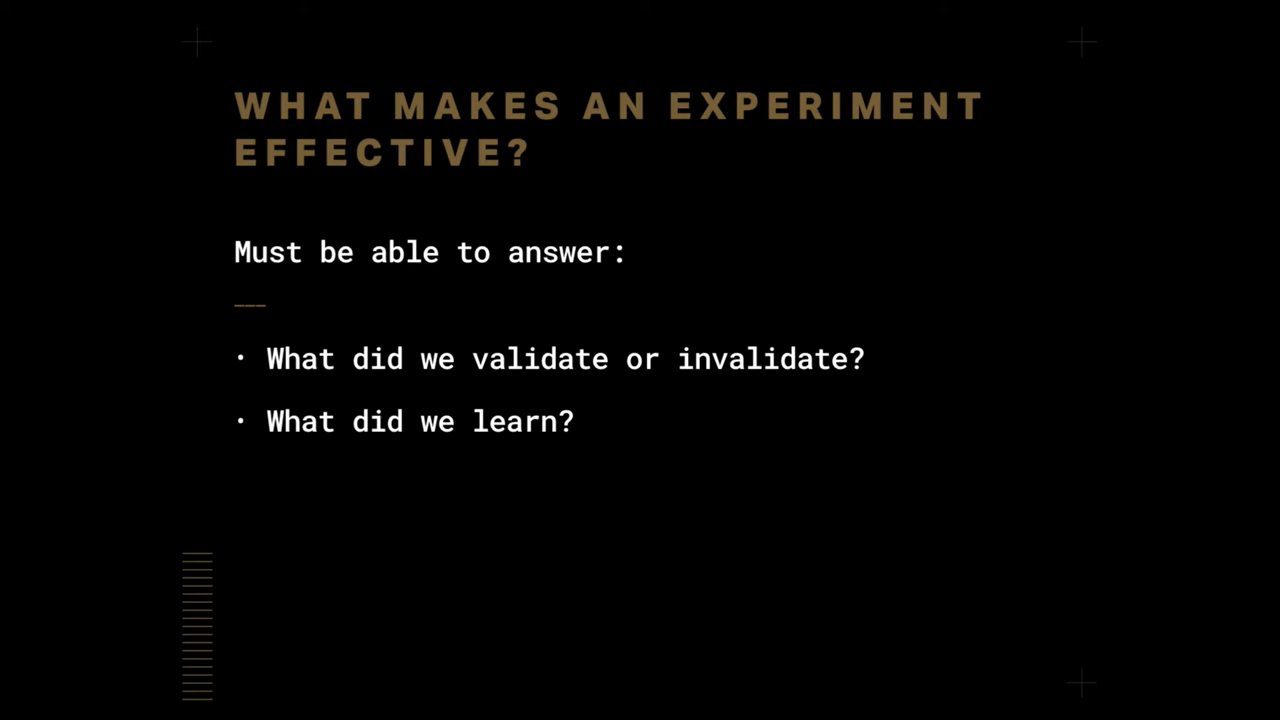 WHAT MAKES AN EXPERIMENT
EFFECTIVE?
Must be able to answer:
• What did we validate or invalidate?
• What did we learn?